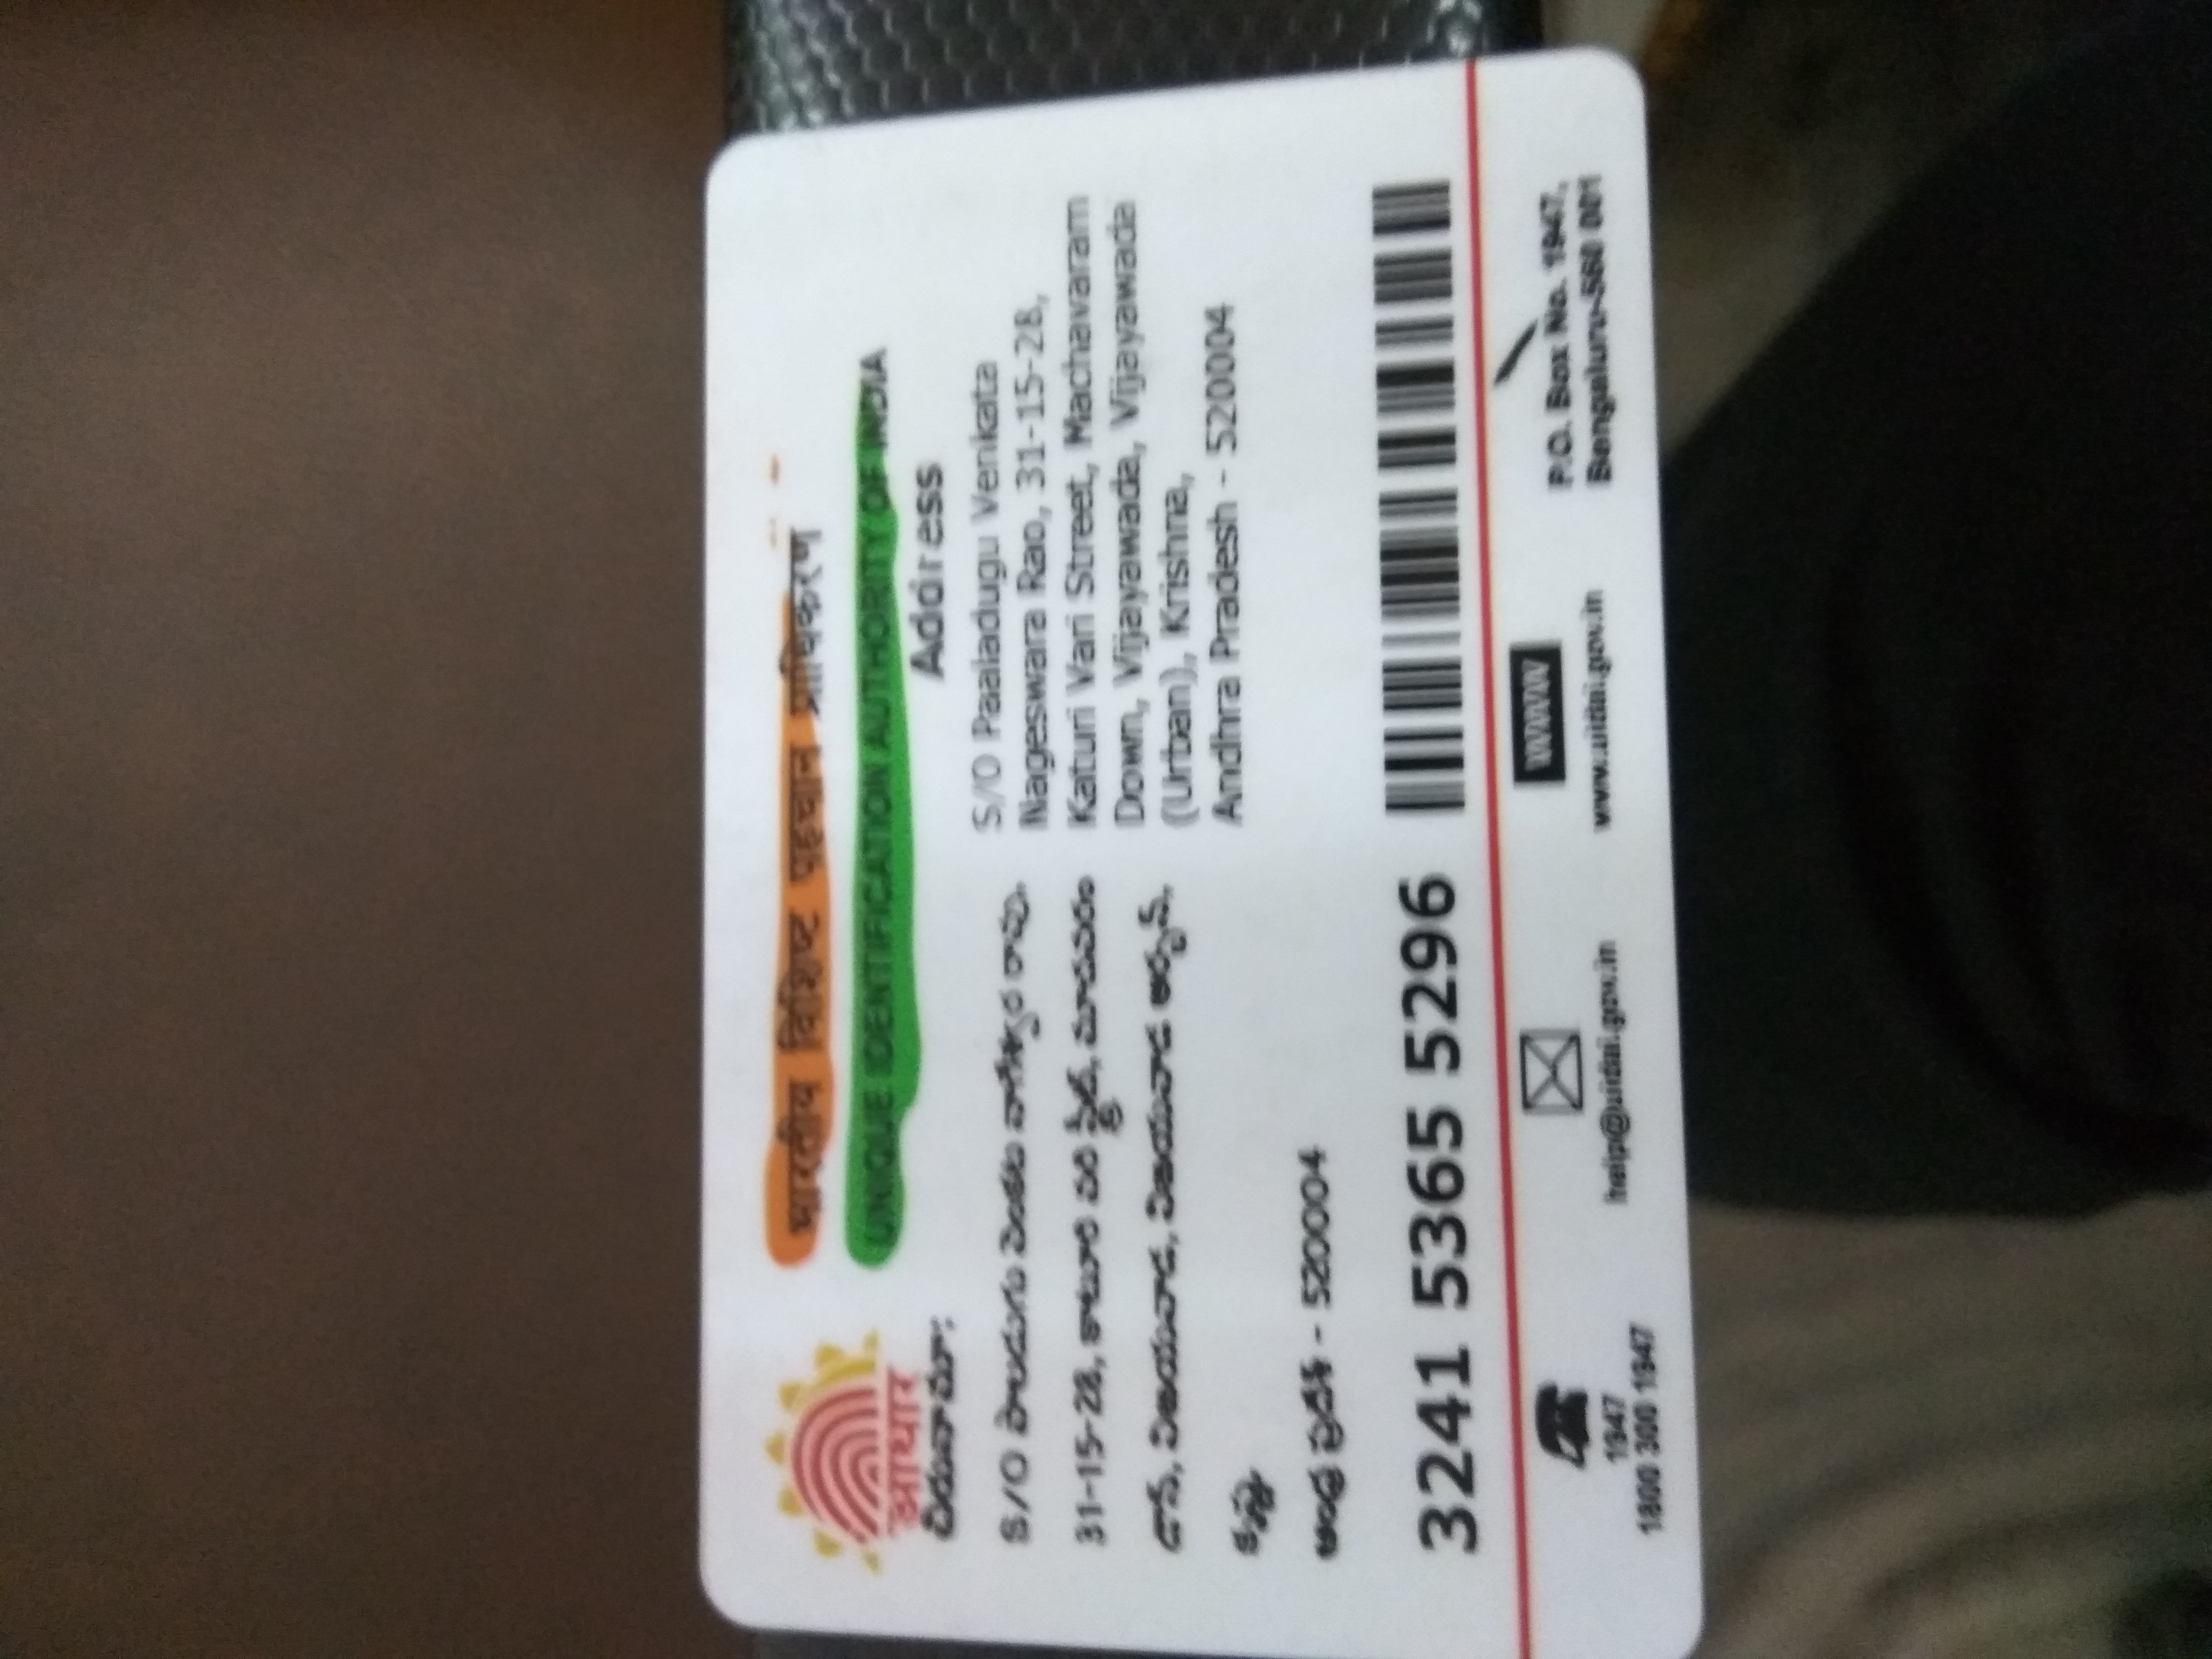 भारतीय विशिष्ट पहचान प्राधिकरण
UNIQUE IDENTIFICATION AUTHORITY OF INDIA
आधार
చిరునామా:
S/O పాలడుగు వెంకట నాగేశ్వర రావు,
31-15-28, కాటూరి వరి స్ట్రీట్, మాచవరం
డౌన్, విజయవాడ, విజయవాడ అర్బన్,
కృష్ణ
ఆంధ్ర ప్రదేశ్ - 520004
Address
S/O Paaladugu Venkata
Nageswara Rao, 31-15-28,
Katuri Vari Street, Machavaram
Down, Vijayawada, Vijayawada
(Urban), Krishna,
Andhra Pradesh - 520004
3241 5365 5296
1947
1800 300 1947
help@uidai.gov.in
WWW
www.uidai.gov.in
P.O. Box No. 1947,
Bengaluru-560 001